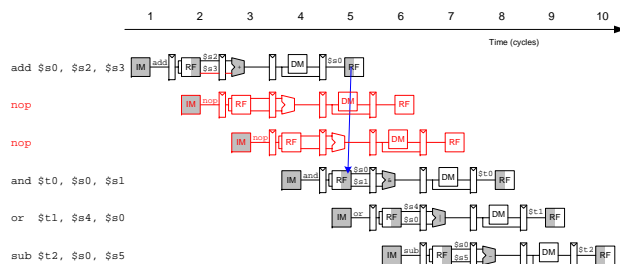 1 2 3 4 5 6 7 8 9 10
Time (cycles)
add $s0, $s2, $s3 IM add RF $s2 $s3 + DM $s0 RF
nop IM nop RF DM RF
nop IM nop RF DM RF
and $t0, $s0, $s1 IM and RF $s0 $s1 & DM $t0 RF
or $t1, $s4, $s0 IM or RF $s4 $s0 | DM $t1 RF
sub $t2, $s0, $s5 IM sub RF $s0 $s5 - DM $t2 RF